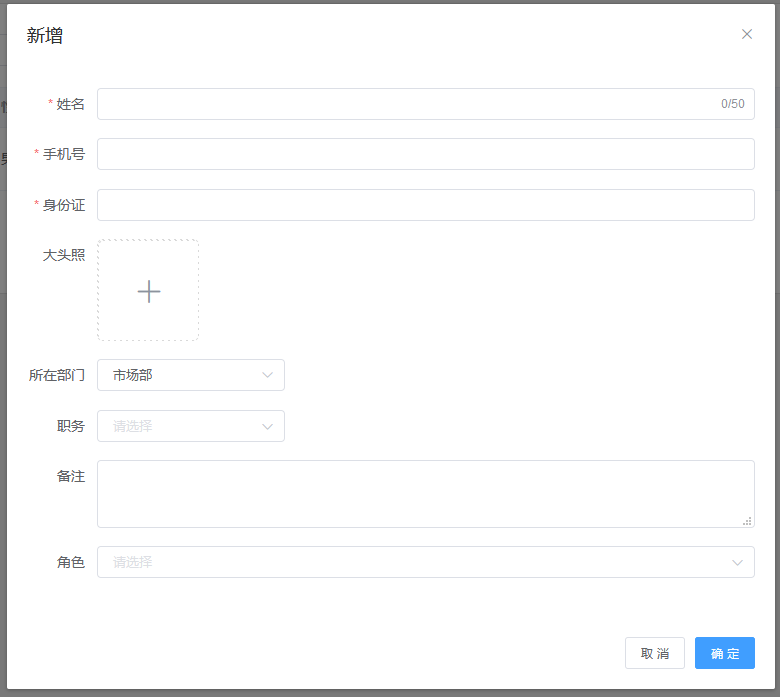 新增
* 姓名
0/50
* 手机号
* 身份证
大头照
所在部门 市场部
职务 请选择
备注
角色 请选择
取 消 确 定